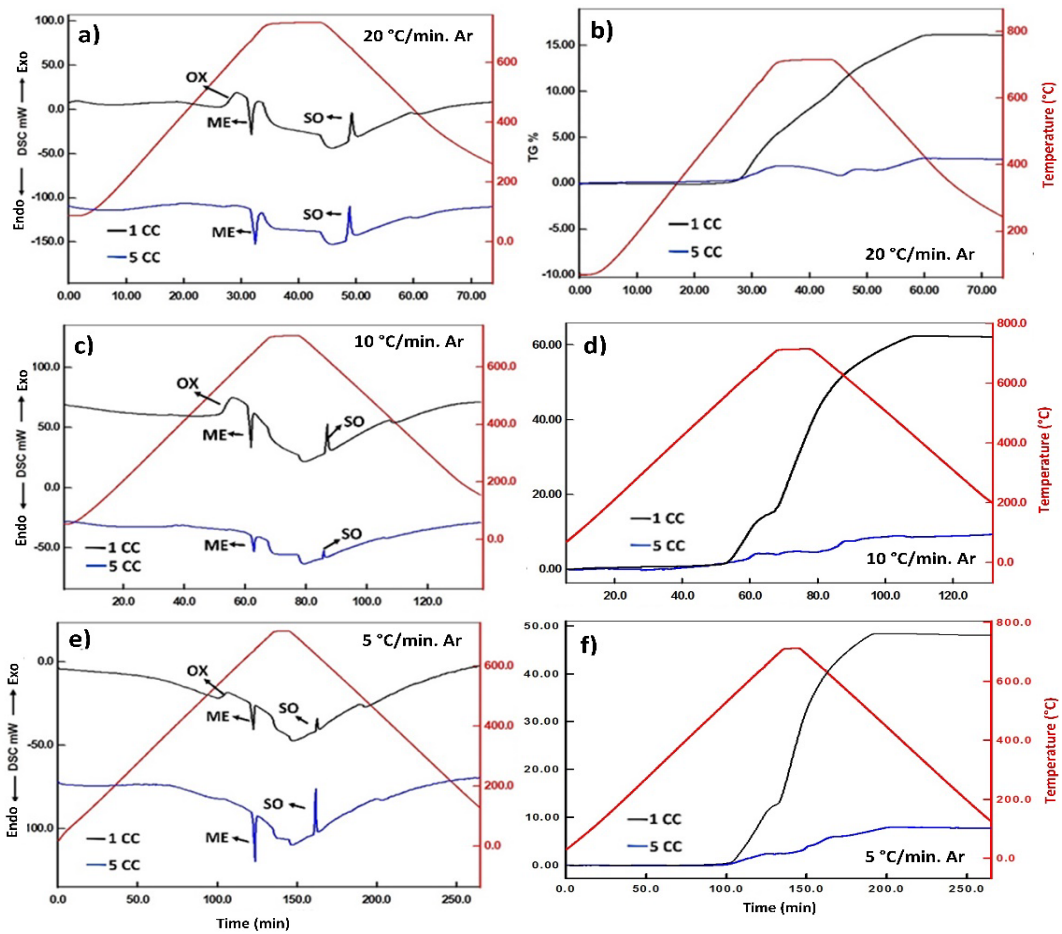 a)
20 °C/min. Ar
100.0
50.0
0.00
-50.0
-100.0
-150.0
Endo ← DSC mW → Exo
OX
ME
SO
ME
SO
1 CC
5 CC
600
400
200
0.0
0.00 10.00 20.00 30.00 40.00 50.00 60.00 70.00
b)
15.00
10.00
5.00
0.00
-10.00
TG %
1 CC
5 CC
20 °C/min. Ar
800
600
400
200
Temperature (°C)
0.00 10.00 20.00 30.00 40.00 50.00 60.00 70.00
c)
10 °C/min. Ar
100.0
50.0
0.00
-50.0
Endo ← DSC mW → Exo
OX
ME
SO
ME
SO
1 CC
5 CC
600.0
400.0
200.0
0.0
20.0 40.0 60.0 80.0 100.0 120.0
d)
60.00
40.00
20.00
0.00
1 CC
5 CC
10 °C/min. Ar
800.0
600.0
400.0
200.0
0.0
Temperature (°C)
20.0 40.0 60.0 80.0 100.0 120.0
e)
5 °C/min. Ar
0.0
-50.0
100.0
Endo ← DSC mW → Exo
OX
ME
SO
ME
SO
1 CC
5 CC
600.0
400.0
200.0
0.0
0.0 50.0 100.0 150.0 200.0 250.0
Time (min)
f)
50.00
40.00
30.00
20.00
10.00
0.00
1 CC
5 CC
5 °C/min. Ar
800.0
600.0
400.0
200.0
0.0
Temperature (°C)
0.0 50.0 100.0 150.0 200.0 250.0
Time (min)